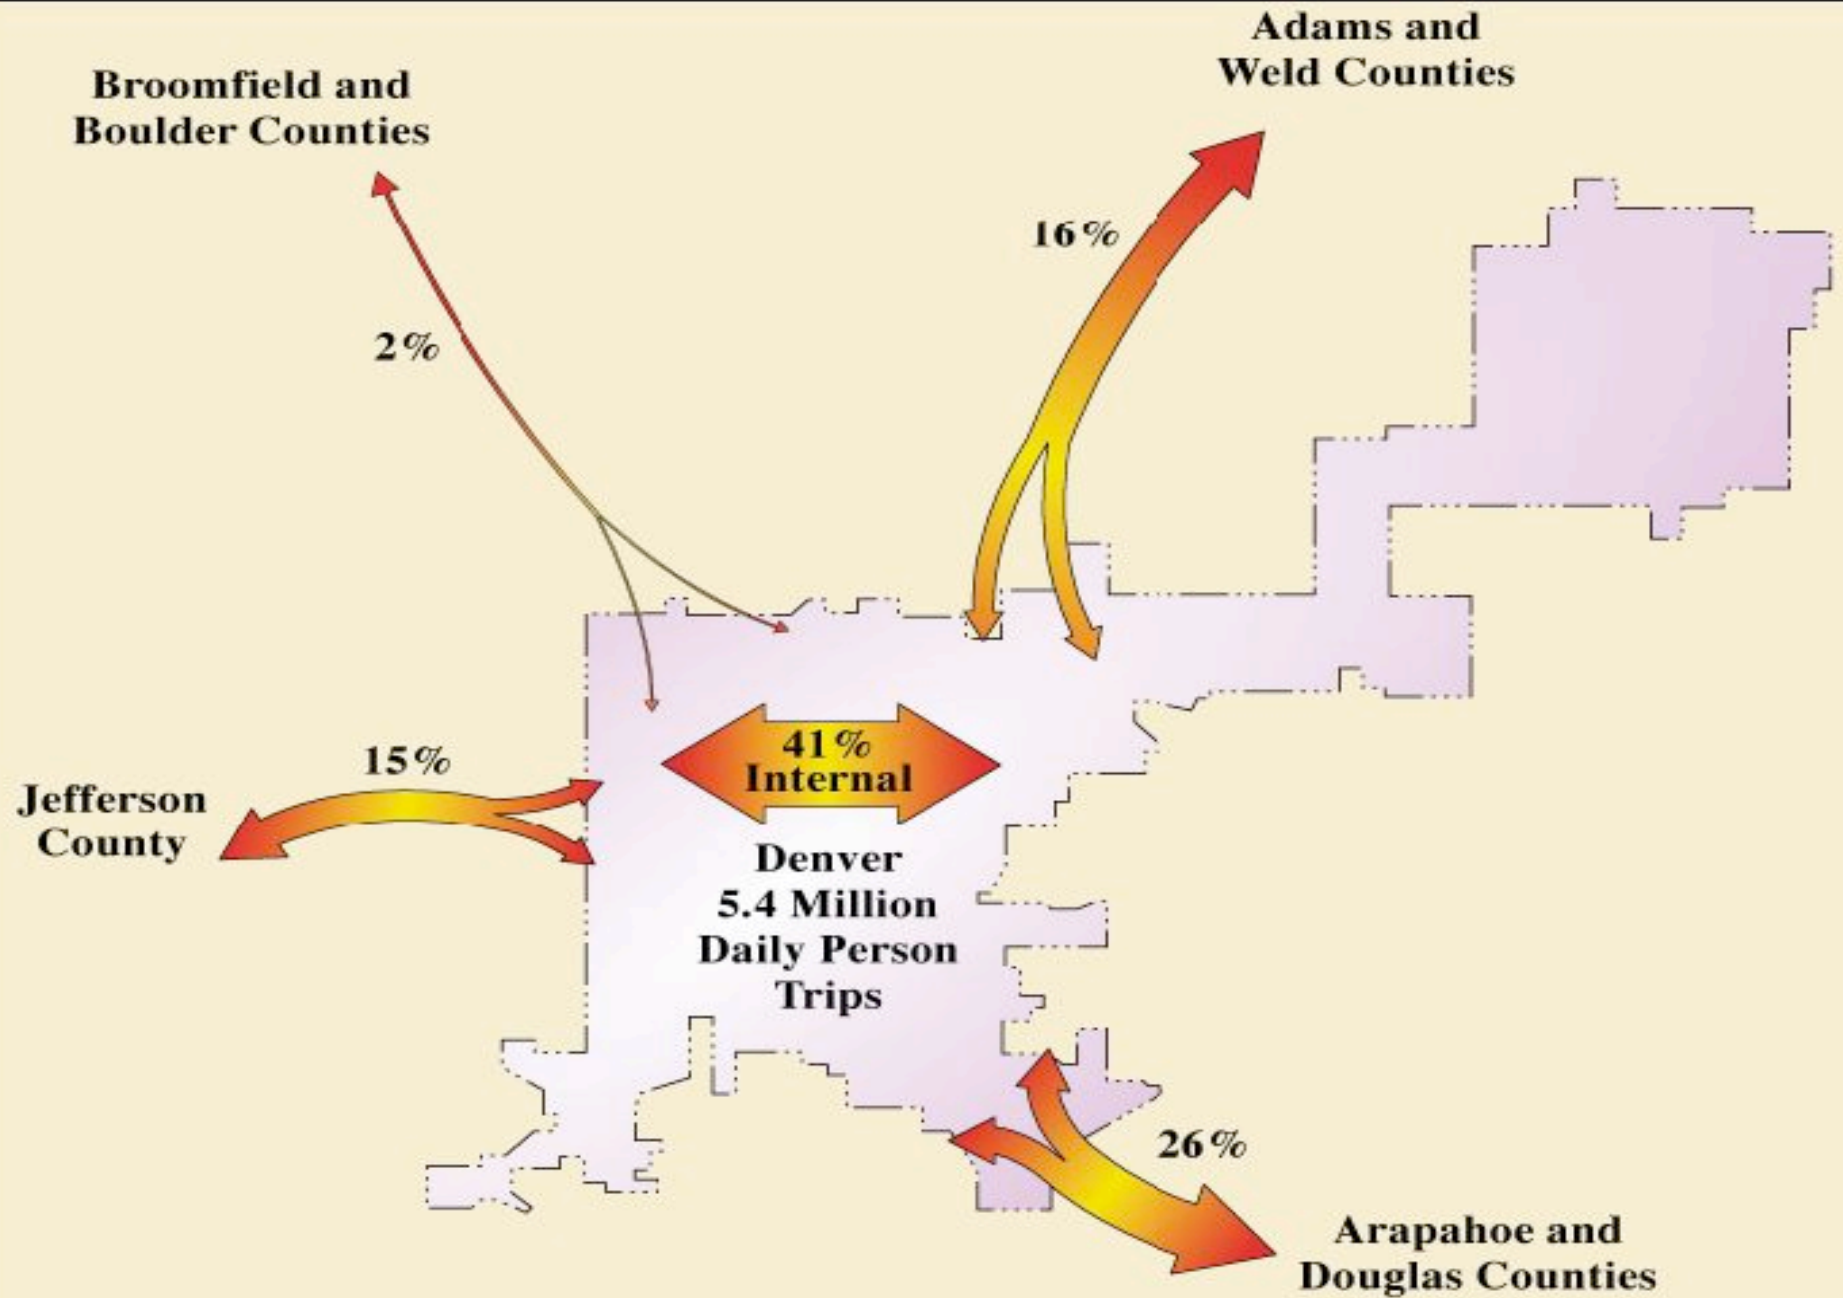 Adams and
Weld Counties
Broomfield and
Boulder Counties
16%
2%
15%
Jefferson
County
41%
Internal
Denver
5.4 Million
Daily Person
Trips
26%
Arapahoe and
Douglas Counties